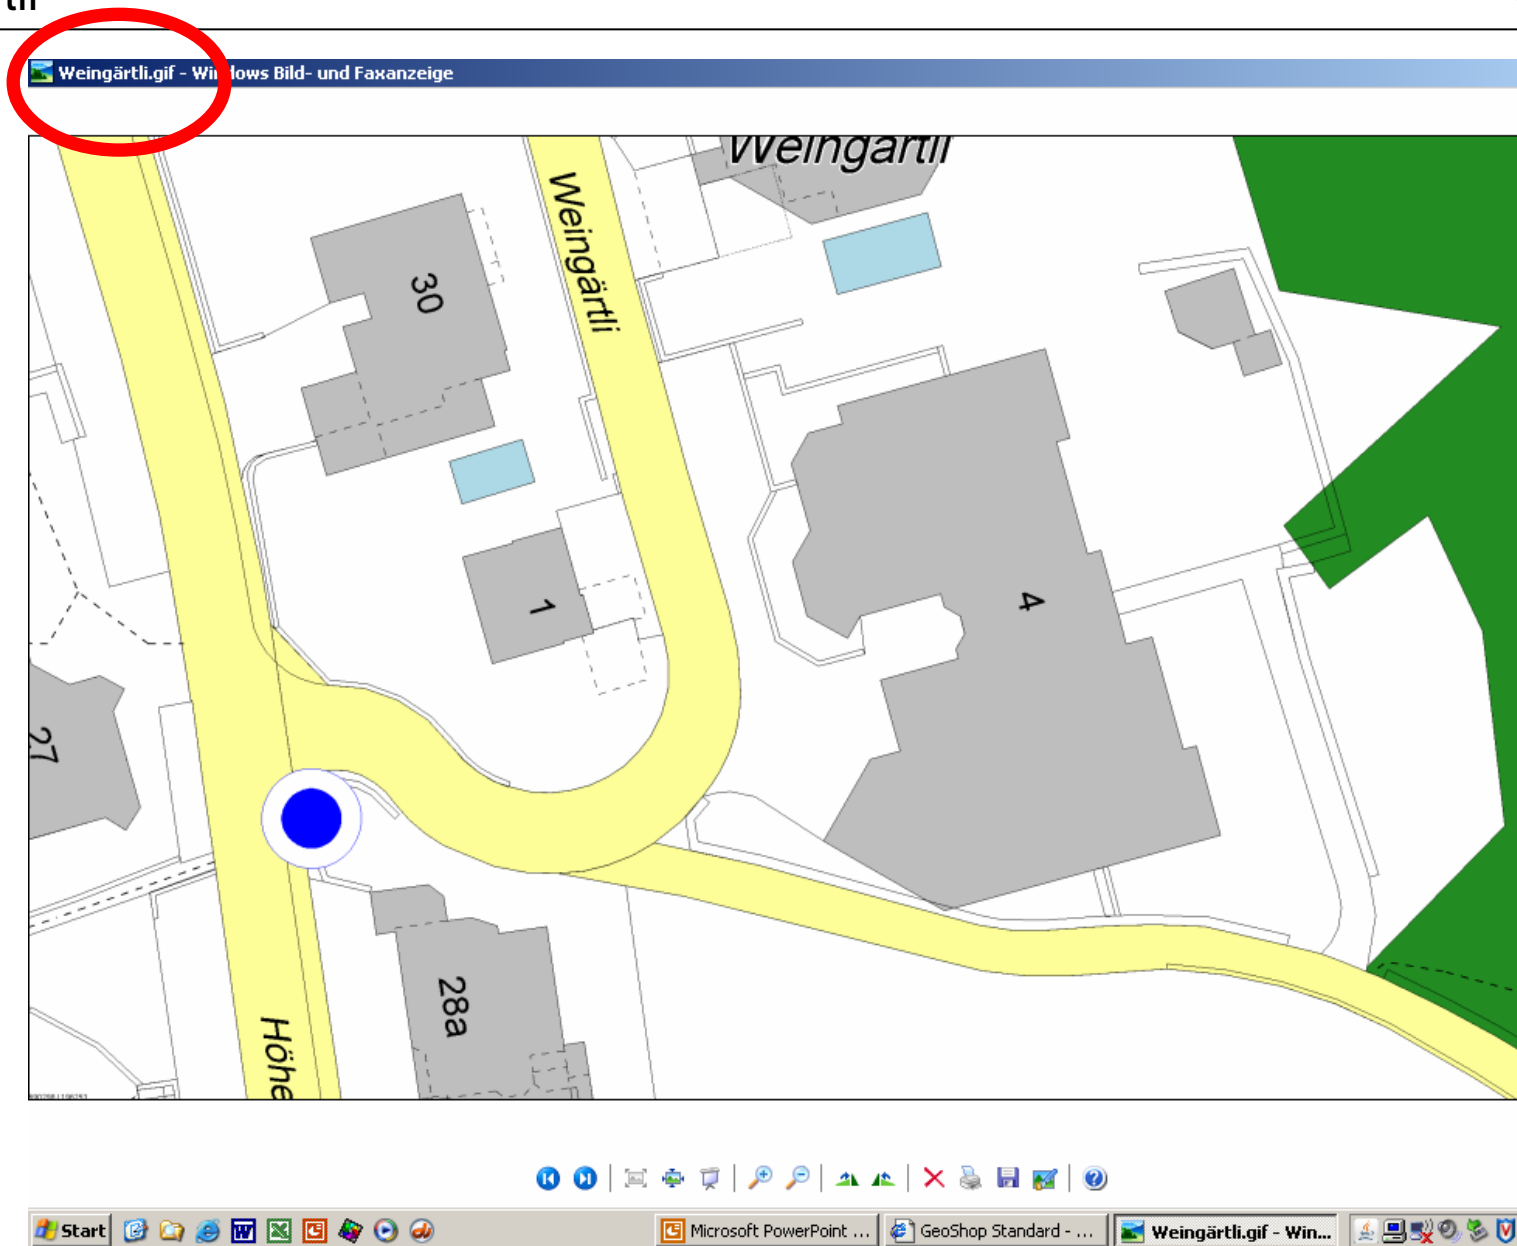 Weingärtli.gif - Windows Bild- und Faxanzeige
Weingärtli
Weingärtli
30
1
4
27
28a
Höhe
Start
Microsoft PowerPoint ...
GeoShop Standard - ...
Weingärtli.gif - Win...